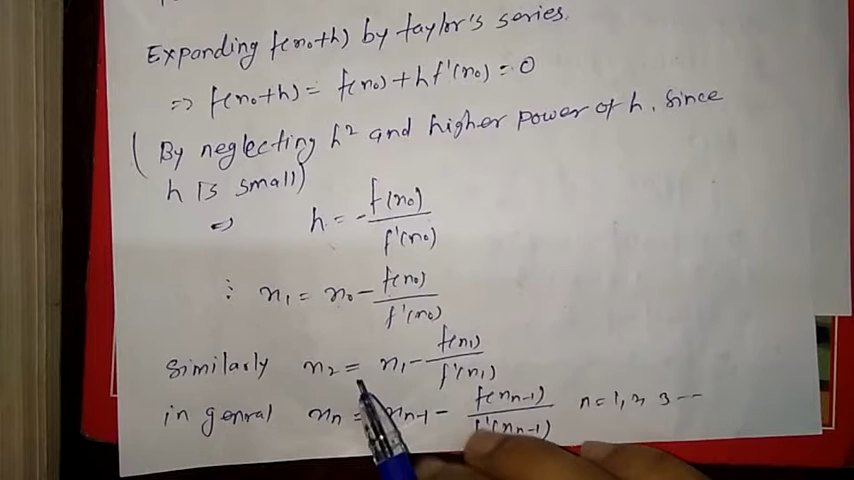 Expanding f(x₀+h) by taylor's series.
=> f(x₀+h) = f(x₀) + h f'(x₀) = 0
(By neglecting h² and higher power of h, since
h is small)
=> h = -f(x₀)/f'(x₀)
∴ x₁ = x₀ - f(x₀)/f'(x₀)
Similarly x₂ = x₁ - f(x₁)/f'(x₁)
in genral xₙ = xₙ₋₁ - f(xₙ₋₁)/f'(xₙ₋₁) n=1, 2, 3 --